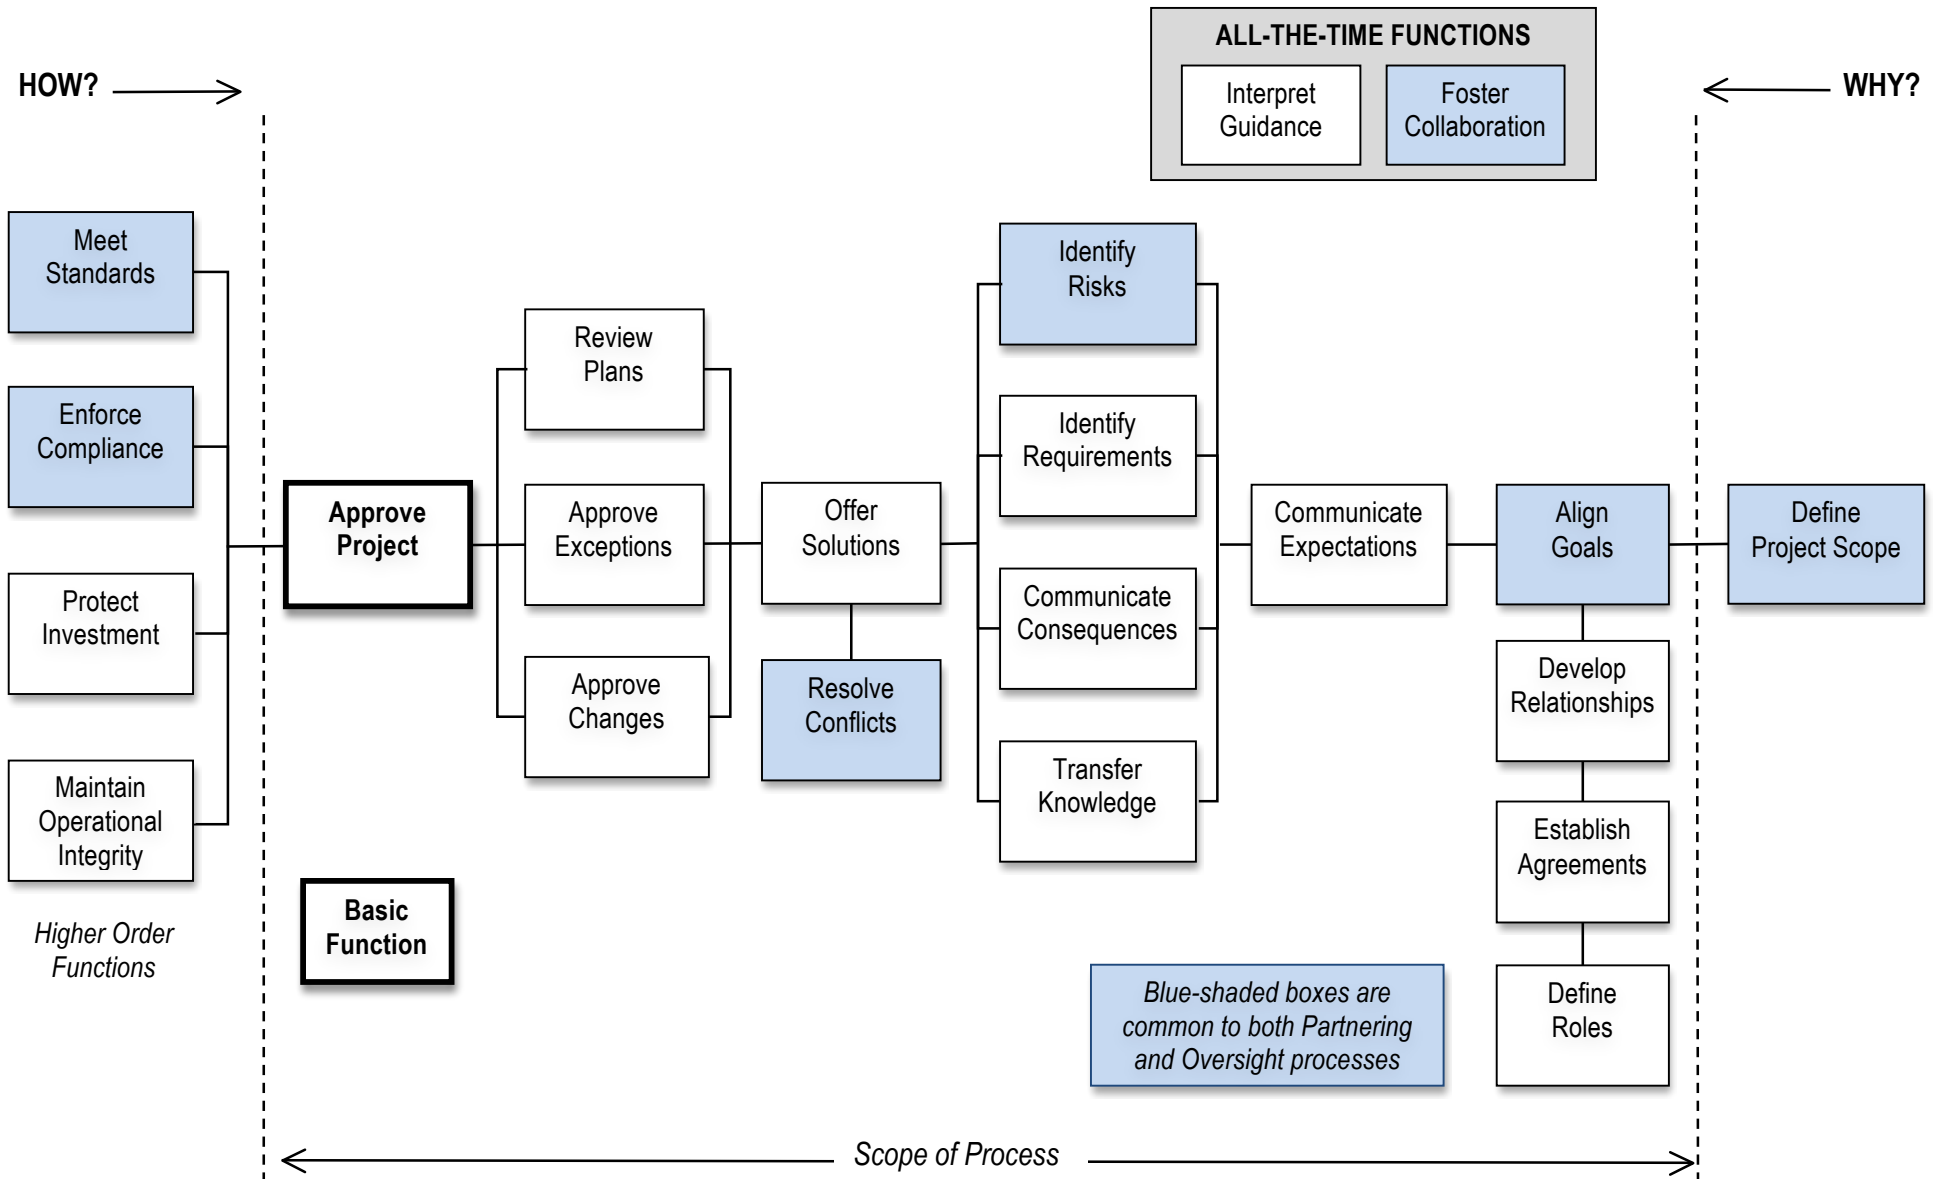 ALL-THE-TIME FUNCTIONS
Interpret
Guidance
Foster
Collaboration
HOW?
WHY?
Meet
Standards
Enforce
Compliance
Protect
Investment
Maintain
Operational
Integrity
Higher Order
Functions
Approve
Project
Basic
Function
Review
Plans
Approve
Exceptions
Approve
Changes
Offer
Solutions
Resolve
Conflicts
Identify
Risks
Identify
Requirements
Communicate
Consequences
Transfer
Knowledge
Communicate
Expectations
Align
Goals
Develop
Relationships
Establish
Agreements
Define
Roles
Define
Project Scope
Blue-shaded boxes are
common to both Partnering
and Oversight processes
Scope of Process